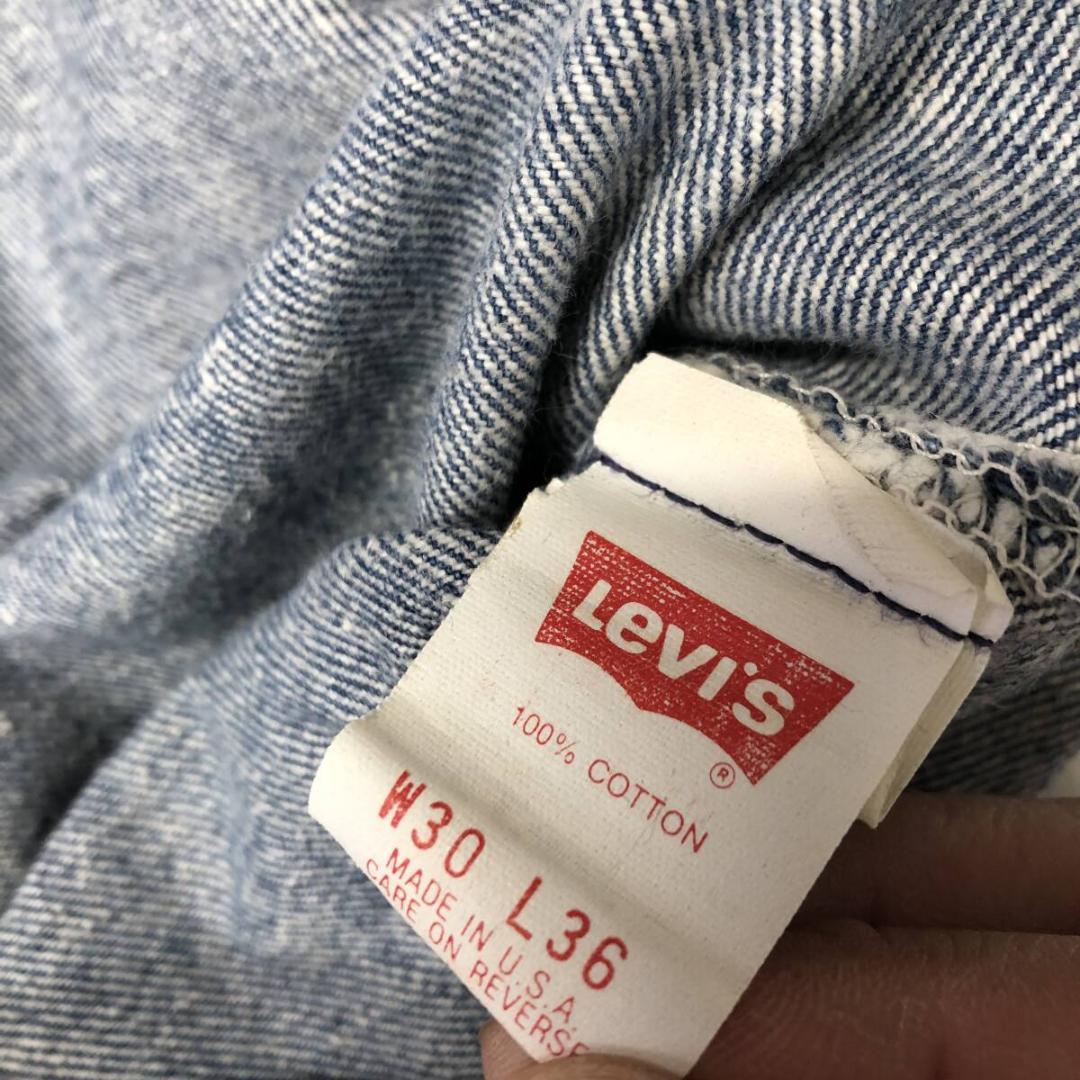 Levi's
®
100% COTTON
W30 L36
MADE IN U.S.A.
CARE ON REVERSE